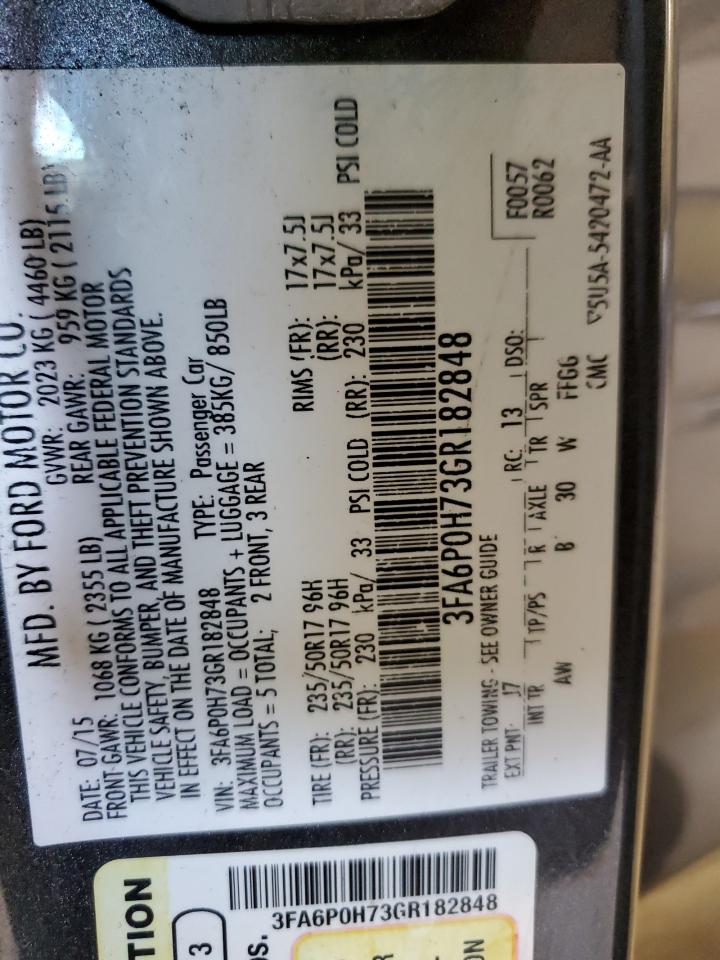 MFD. BY FORD MOTOR CO.
DATE: 07/15 GVWR: 2023 KG ( 4460 LB)
FRONT GAWR: 1068 KG ( 2355 LB) REAR GAWR: 959 KG ( 2115 LB)
THIS VEHICLE CONFORMS TO ALL APPLICABLE FEDERAL MOTOR
VEHICLE SAFETY, BUMPER, AND THEFT PREVENTION STANDARDS
IN EFFECT ON THE DATE OF MANUFACTURE SHOWN ABOVE.
VIN: 3FA6P0H73GR182848 TYPE: Passenger Car
MAXIMUM LOAD = OCCUPANTS + LUGGAGE = 385KG/ 850LB
OCCUPANTS = 5 TOTAL; 2 FRONT, 3 REAR
TIRE (FR): 235/50R17 96H RIMS (FR): 17x7.5J
(RR): 235/50R17 96H (RR): 17x7.5J
PRESSURE (FR): 230 kPa/ 33 PSI COLD (RR): 230 kPa/ 33 PSI COLD
3FA6P0H73GR182848
TRAILER TOWING - SEE OWNER GUIDE
EXT PNT: J7 RC: 13 DSO: F0057
INT TR TP/PS R AXLE TR SPR R0062
AW B 30 W FFGG
CMC 5U5A-5420472-AA
TION
3
3FA6P0H73GR182848
OS.
R
ON